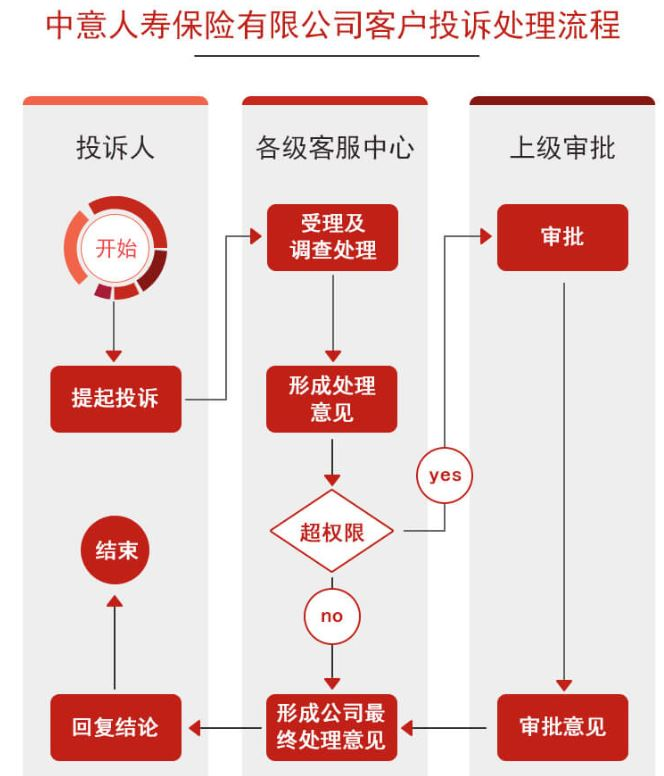 中意人寿保险有限公司客户投诉处理流程
投诉人
各级客服中心
上级审批
开始
受理及
调查处理
审批
提起投诉
形成处理
意见
yes
超权限
结束
no
回复结论
形成公司最
终处理意见
审批意见